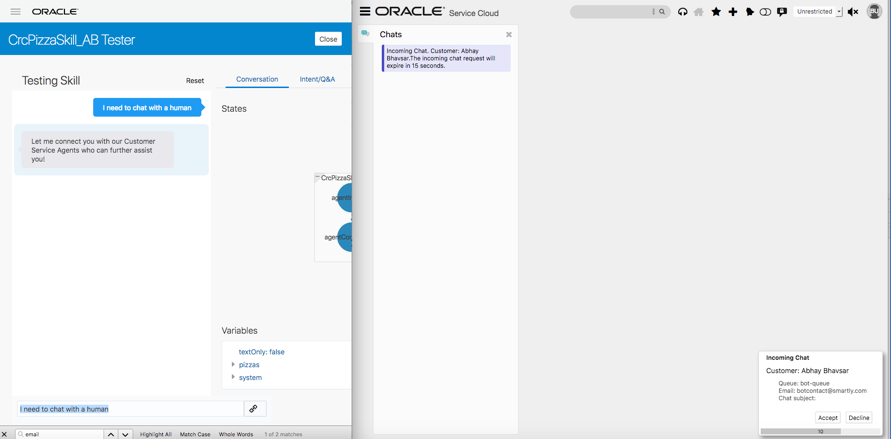 ORACLE
CrcPizzaSkill_AB Tester
Close
Testing Skill
Reset
I need to chat with a human
Let me connect you with our Customer
Service Agents who can further assist
you!
Conversation
Intent/Q&A
States
CrcPizzaSk
agentI
agentCo
Variables
textOnly: false
pizzas
system
I need to chat with a human
email
Highlight All
Match Case
Whole Words
1 of 2 matches
ORACLE Service Cloud
Unrestricted
Chats
Incoming Chat. Customer: Abhay
Bhavsar.The incoming chat request will
expire in 15 seconds.
Incoming Chat
Customer: Abhay Bhavsar
Queue: bot-queue
Email: botcontact@smartly.com
Chat subject:
Accept
Decline
10